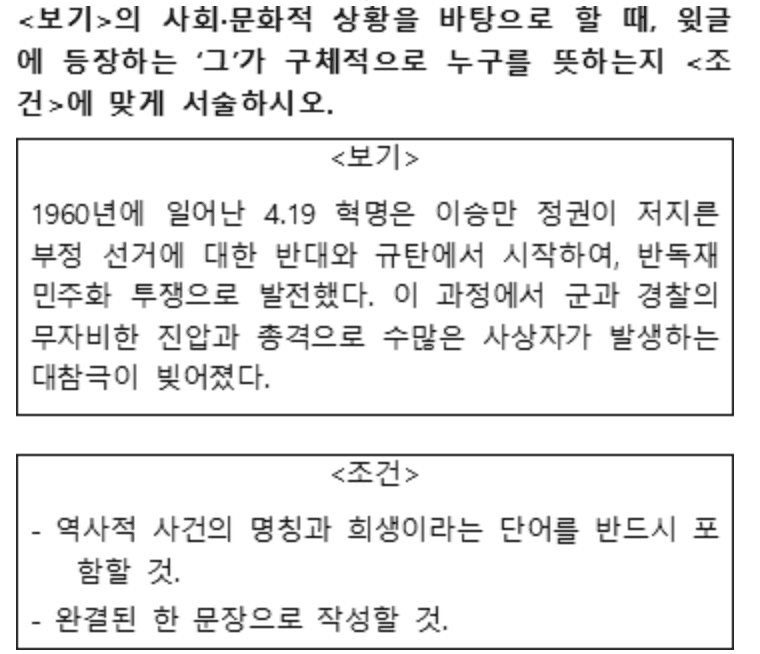 <보기>의 사회·문화적 상황을 바탕으로 할 때, 윗글
에 등장하는 '그'가 구체적으로 누구를 뜻하는지 <조
건>에 맞게 서술하시오.
<보기>
1960년에 일어난 4.19 혁명은 이승만 정권이 저지른
부정 선거에 대한 반대와 규탄에서 시작하여, 반독재
민주화 투쟁으로 발전했다. 이 과정에서 군과 경찰의
무자비한 진압과 총격으로 수많은 사상자가 발생하는
대참극이 빚어졌다.
<조건>
- 역사적 사건의 명칭과 희생이라는 단어를 반드시 포
함할 것.
- 완결된 한 문장으로 작성할 것.